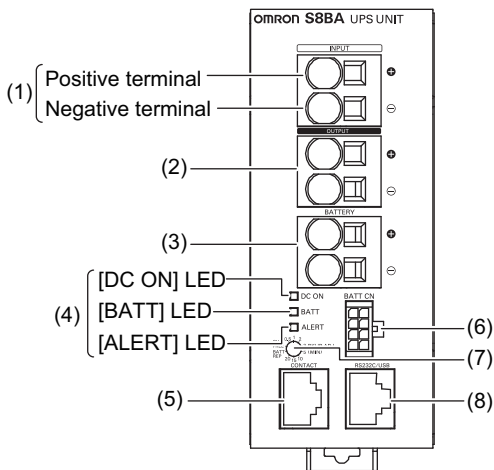 OMRON S8BA UPS UNIT
INPUT
(1)
Positive terminal
Negative terminal
OUTPUT
(2)
BATTERY
(3)
(4)
[DC ON] LED
[BATT] LED
[ALERT] LED
DC ON
BATT
ALERT
BATT CN
(6)
(7)
CONTACT
RS232C/USB
(5)
(8)